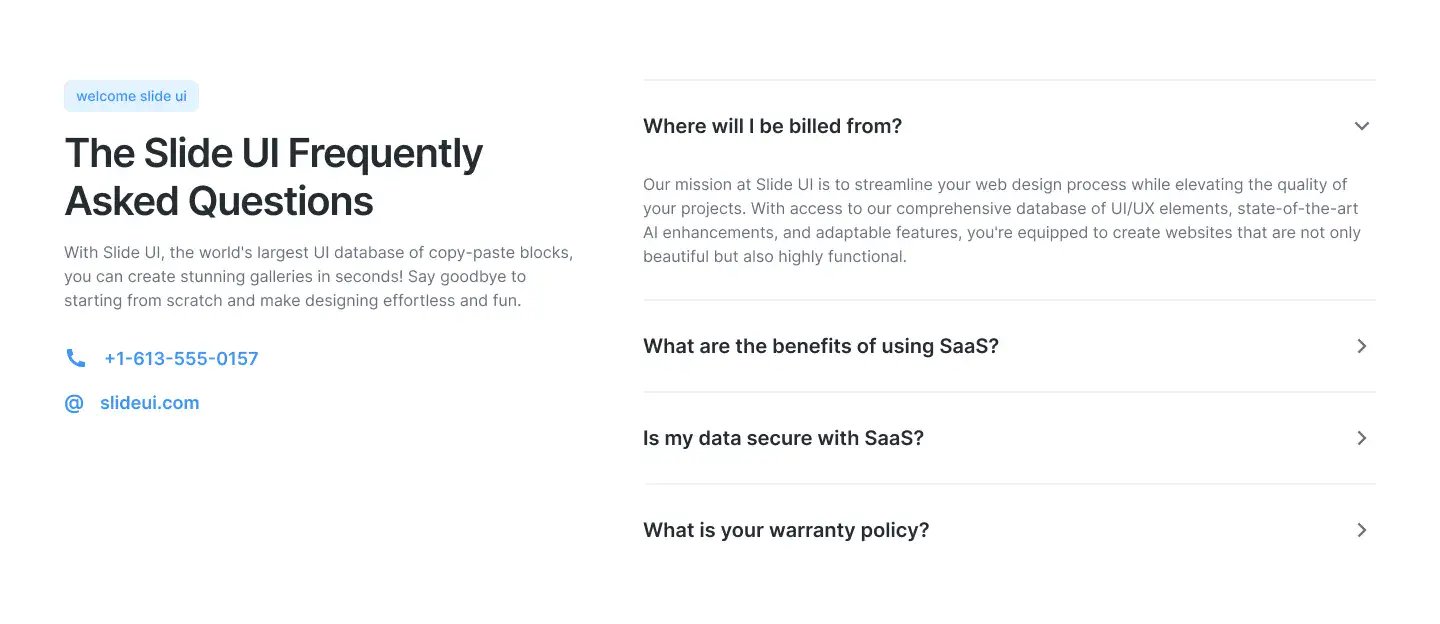 welcome slide ui
The Slide UI Frequently
Asked Questions
With Slide UI, the world's largest UI database of copy-paste blocks,
you can create stunning galleries in seconds! Say goodbye to
starting from scratch and make designing effortless and fun.
+1-613-555-0157
@ slideui.com
Where will I be billed from?
Our mission at Slide UI is to streamline your web design process while elevating the quality of
your projects. With access to our comprehensive database of UI/UX elements, state-of-the-art
AI enhancements, and adaptable features, you're equipped to create websites that are not only
beautiful but also highly functional.
What are the benefits of using SaaS?
Is my data secure with SaaS?
What is your warranty policy?